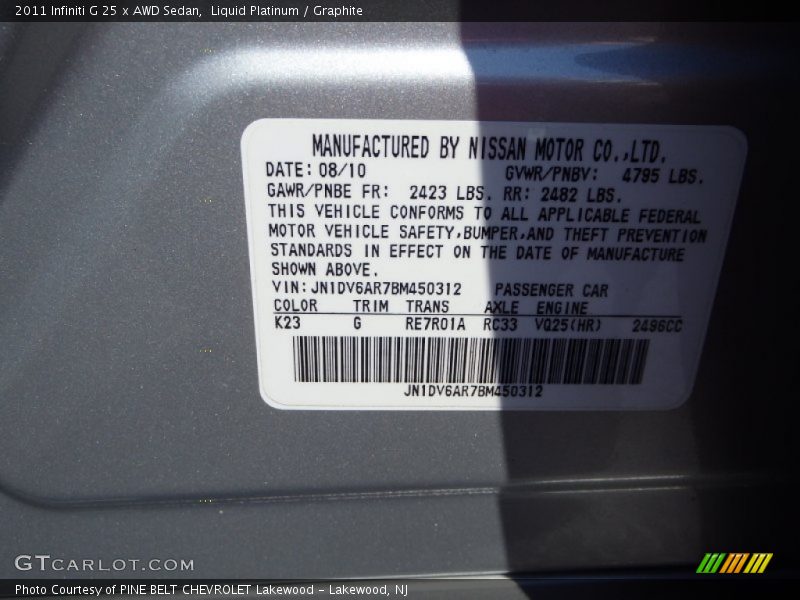 2011 Infiniti G 25 x AWD Sedan,  Liquid Platinum / Graphite
MANUFACTURED BY NISSAN MOTOR CO.,LTD.
DATE: 08/10 GVWR/PNBV: 4795 LBS.
GAWR/PNBE FR: 2423 LBS. RR: 2482 LBS.
THIS VEHICLE CONFORMS TO ALL APPLICABLE FEDERAL
MOTOR VEHICLE SAFETY,BUMPER,AND THEFT PREVENTION
STANDARDS IN EFFECT ON THE DATE OF MANUFACTURE
SHOWN ABOVE.
VIN: JN1DV6AR7BM450312 PASSENGER CAR
COLOR TRIM TRANS AXLE ENGINE
K23 G RE7R01A RC33 VQ25(HR) 2496CC
JN1DV6AR7BM450312
GTCARLOT.COM
Photo Courtesy of PINE BELT CHEVROLET Lakewood - Lakewood, NJ